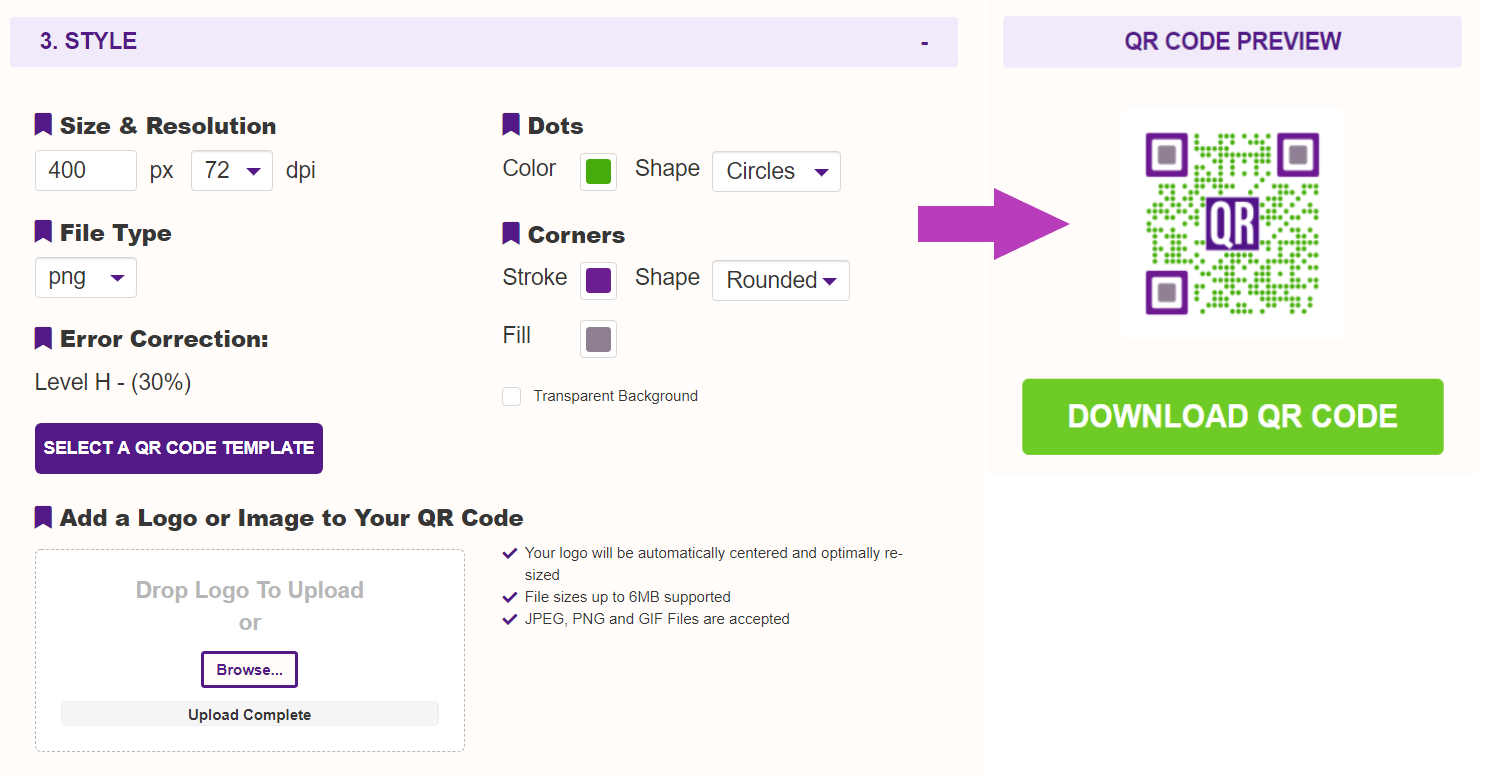 3. STYLE -
Size & Resolution
400 px 72 dpi
File Type
png
Error Correction:
Level H - (30%)
SELECT A QR CODE TEMPLATE
Dots
Color Shape Circles
Corners
Stroke Shape Rounded
Fill
Transparent Background
Add a Logo or Image to Your QR Code
Drop Logo To Upload
or
Browse...
Upload Complete
Your logo will be automatically centered and optimally re-
sized
File sizes up to 6MB supported
JPEG, PNG and GIF Files are accepted
QR CODE PREVIEW
QR
DOWNLOAD QR CODE